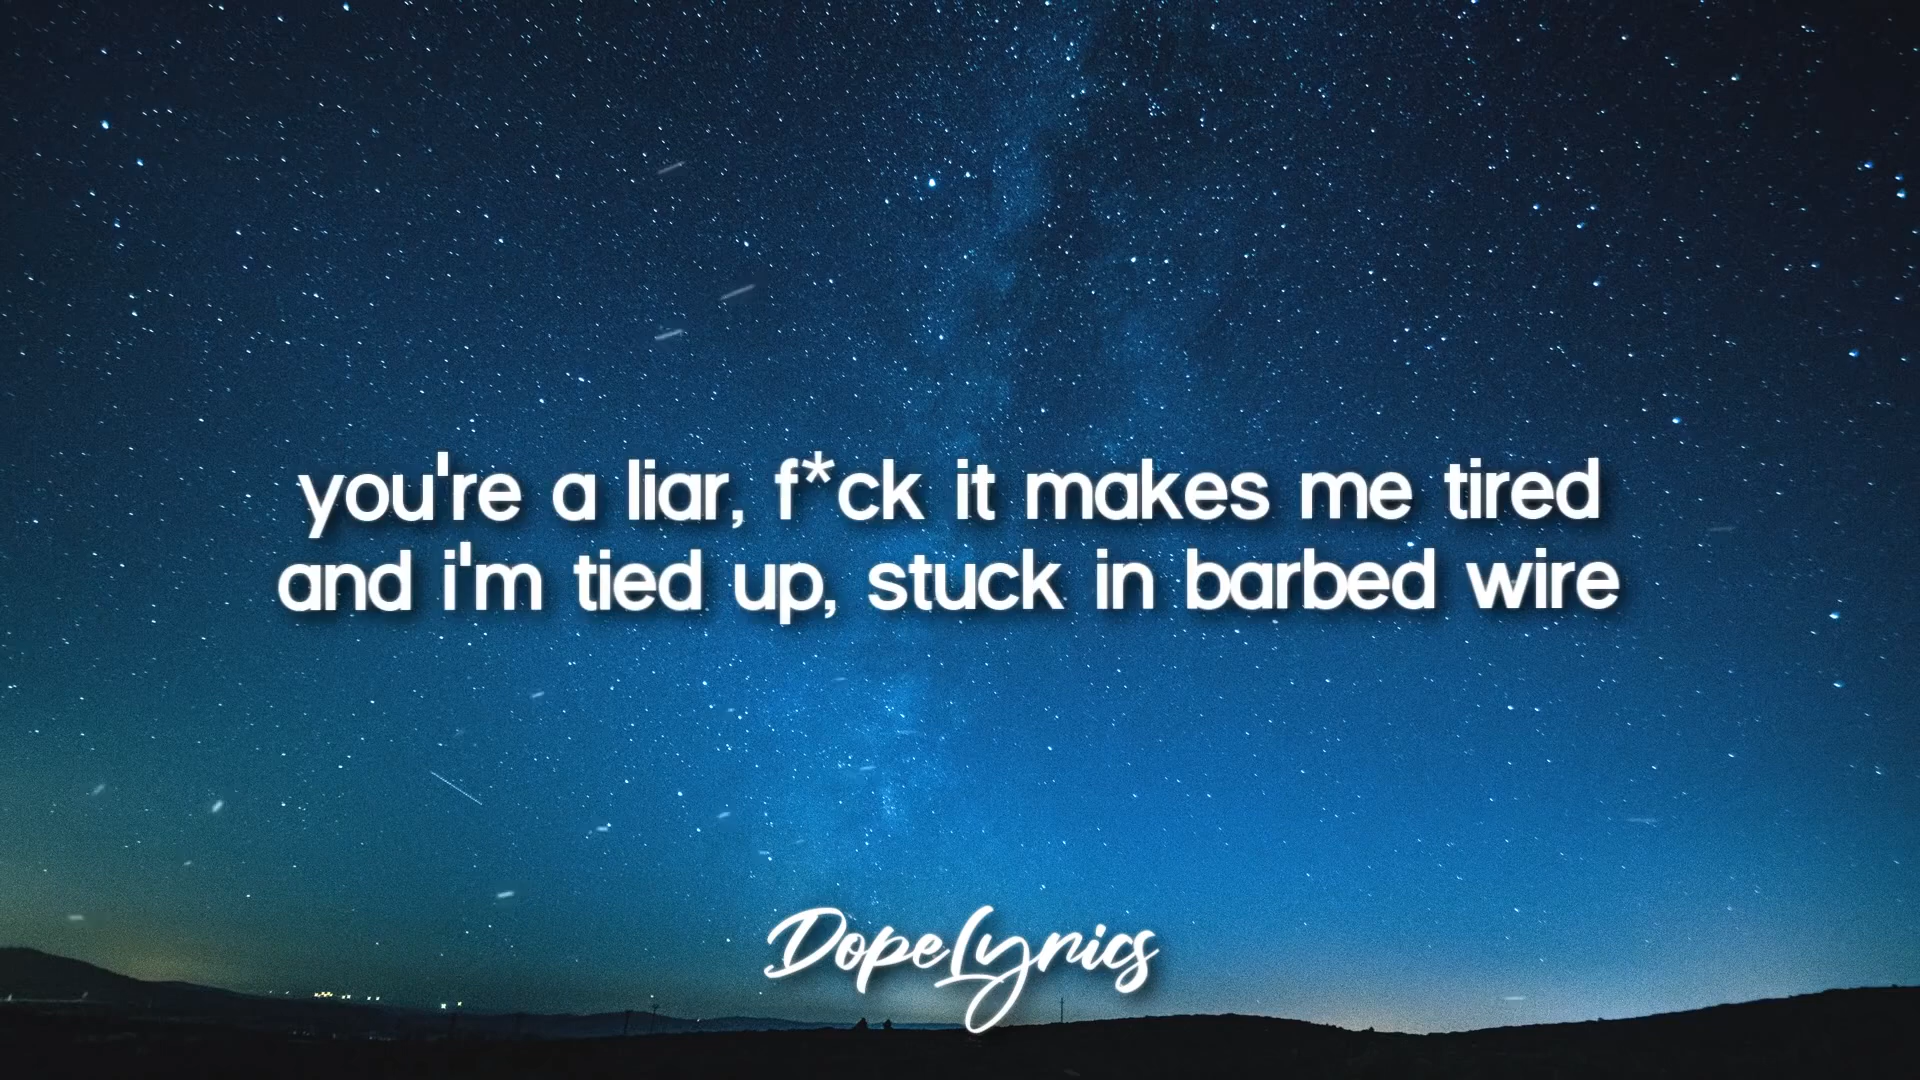 you're a liar, f*ck it makes me tired
and i'm tied up, stuck in barbed wire
DopeLyrics